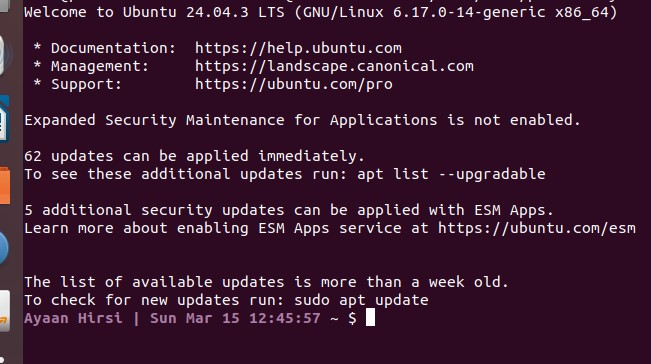 Welcome to Ubuntu 24.04.3 LTS (GNU/Linux 6.17.0-14-generic x86_64)
 * Documentation:  https://help.ubuntu.com
 * Management:     https://landscape.canonical.com
 * Support:        https://ubuntu.com/pro
Expanded Security Maintenance for Applications is not enabled.
62 updates can be applied immediately.
To see these additional updates run: apt list --upgradable
5 additional security updates can be applied with ESM Apps.
Learn more about enabling ESM Apps service at https://ubuntu.com/esm
The list of available updates is more than a week old.
To check for new updates run: sudo apt update
Ayaan Hirsi | Sun Mar 15 12:45:57 ~ $